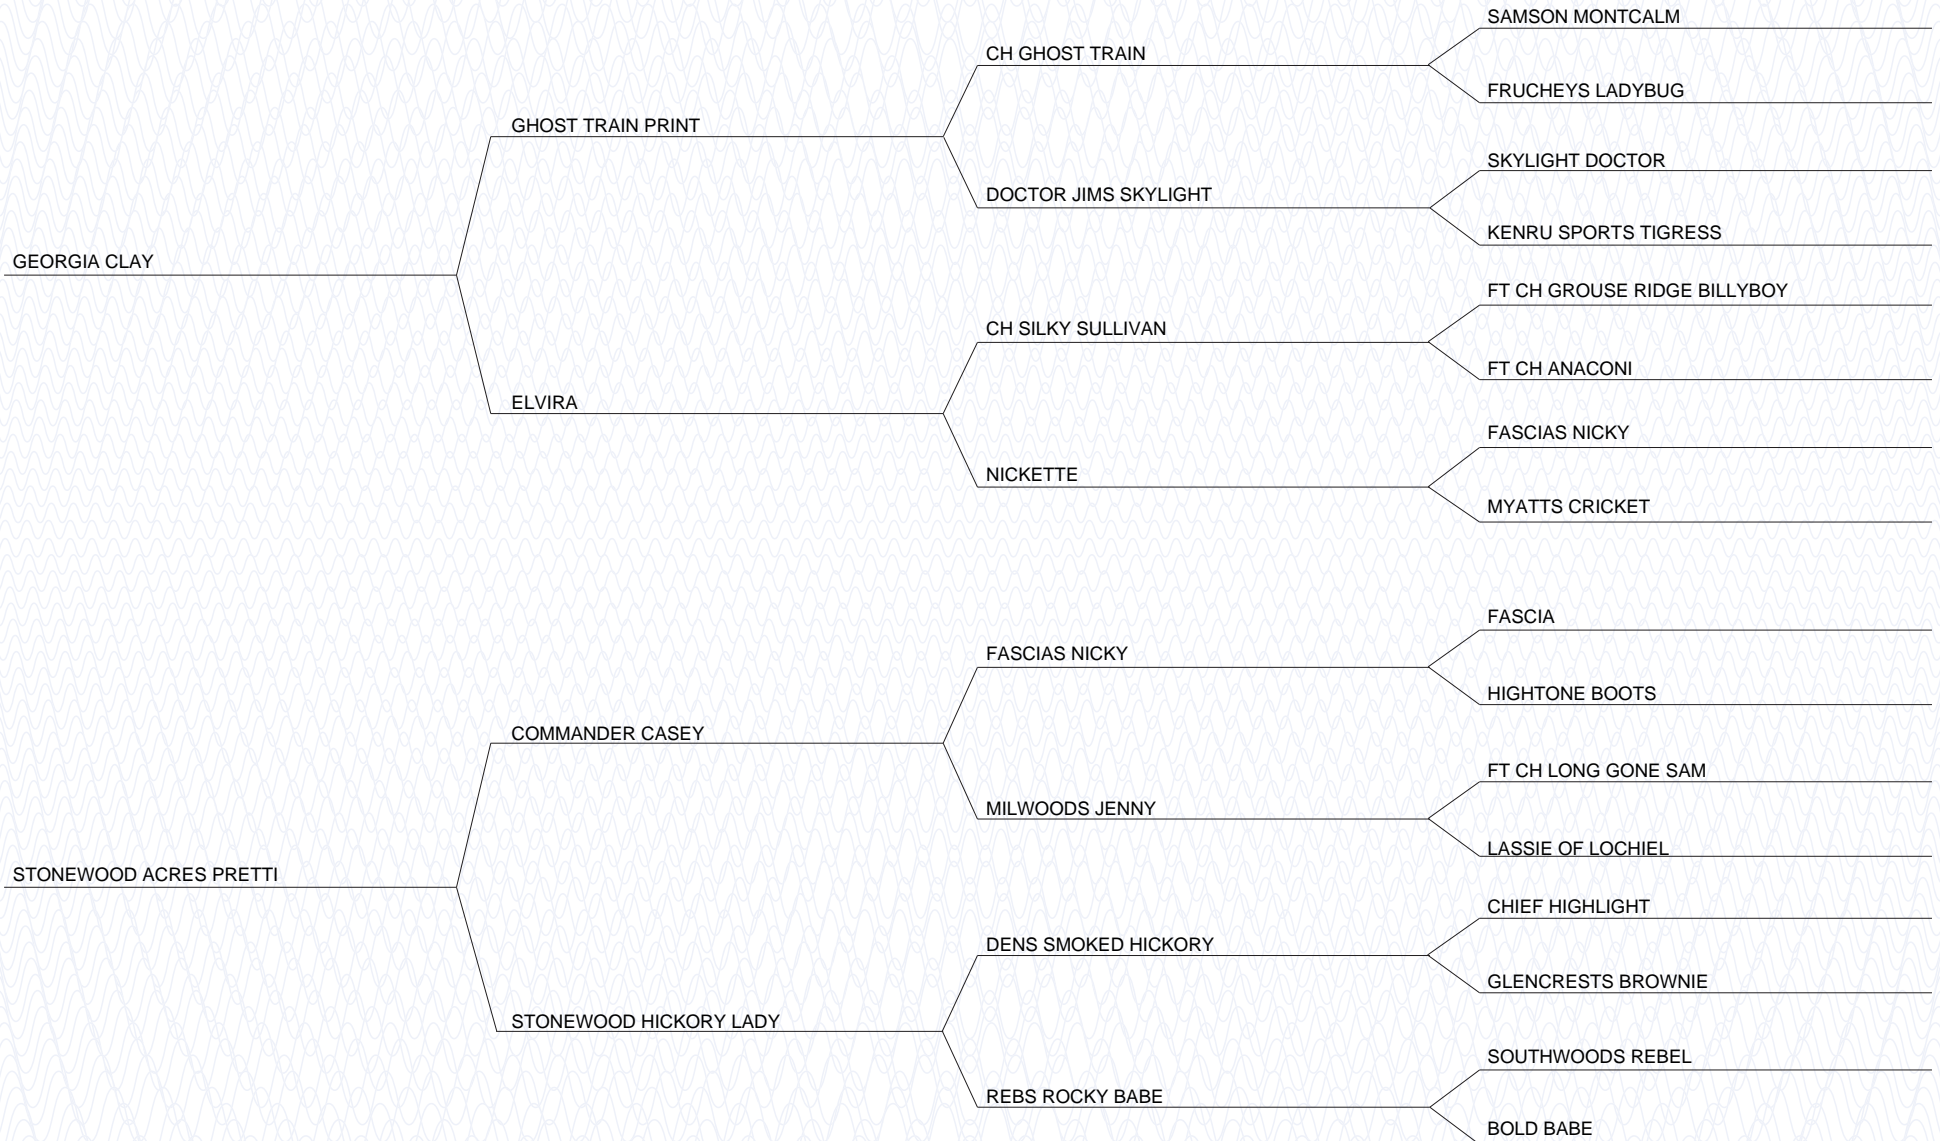 SAMSON MONTCALM
CH GHOST TRAIN
FRUCHEYS LADYBUG
GHOST TRAIN PRINT
SKYLIGHT DOCTOR
DOCTOR JIMS SKYLIGHT
KENRU SPORTS TIGRESS
GEORGIA CLAY
FT CH GROUSE RIDGE BILLYBOY
CH SILKY SULLIVAN
FT CH ANACONI
ELVIRA
FASCIAS NICKY
NICKETTE
MYATTS CRICKET
FASCIA
FASCIAS NICKY
HIGHTONE BOOTS
COMMANDER CASEY
FT CH LONG GONE SAM
MILWOODS JENNY
LASSIE OF LOCHIEL
STONEWOOD ACRES PRETTI
CHIEF HIGHLIGHT
DENS SMOKED HICKORY
GLENCRESTS BROWNIE
STONEWOOD HICKORY LADY
SOUTHWOODS REBEL
REBS ROCKY BABE
BOLD BABE